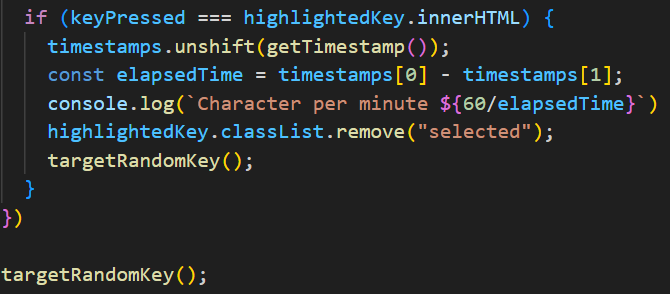 if (keyPressed === highlightedKey.innerHTML) {
timestamps.unshift(getTimestamp());
const elapsedTime = timestamps[0] - timestamps[1];
console.log(`Character per minute ${60/elapsedTime}`)
highlightedKey.classList.remove("selected");
targetRandomKey();
}
})
targetRandomKey();